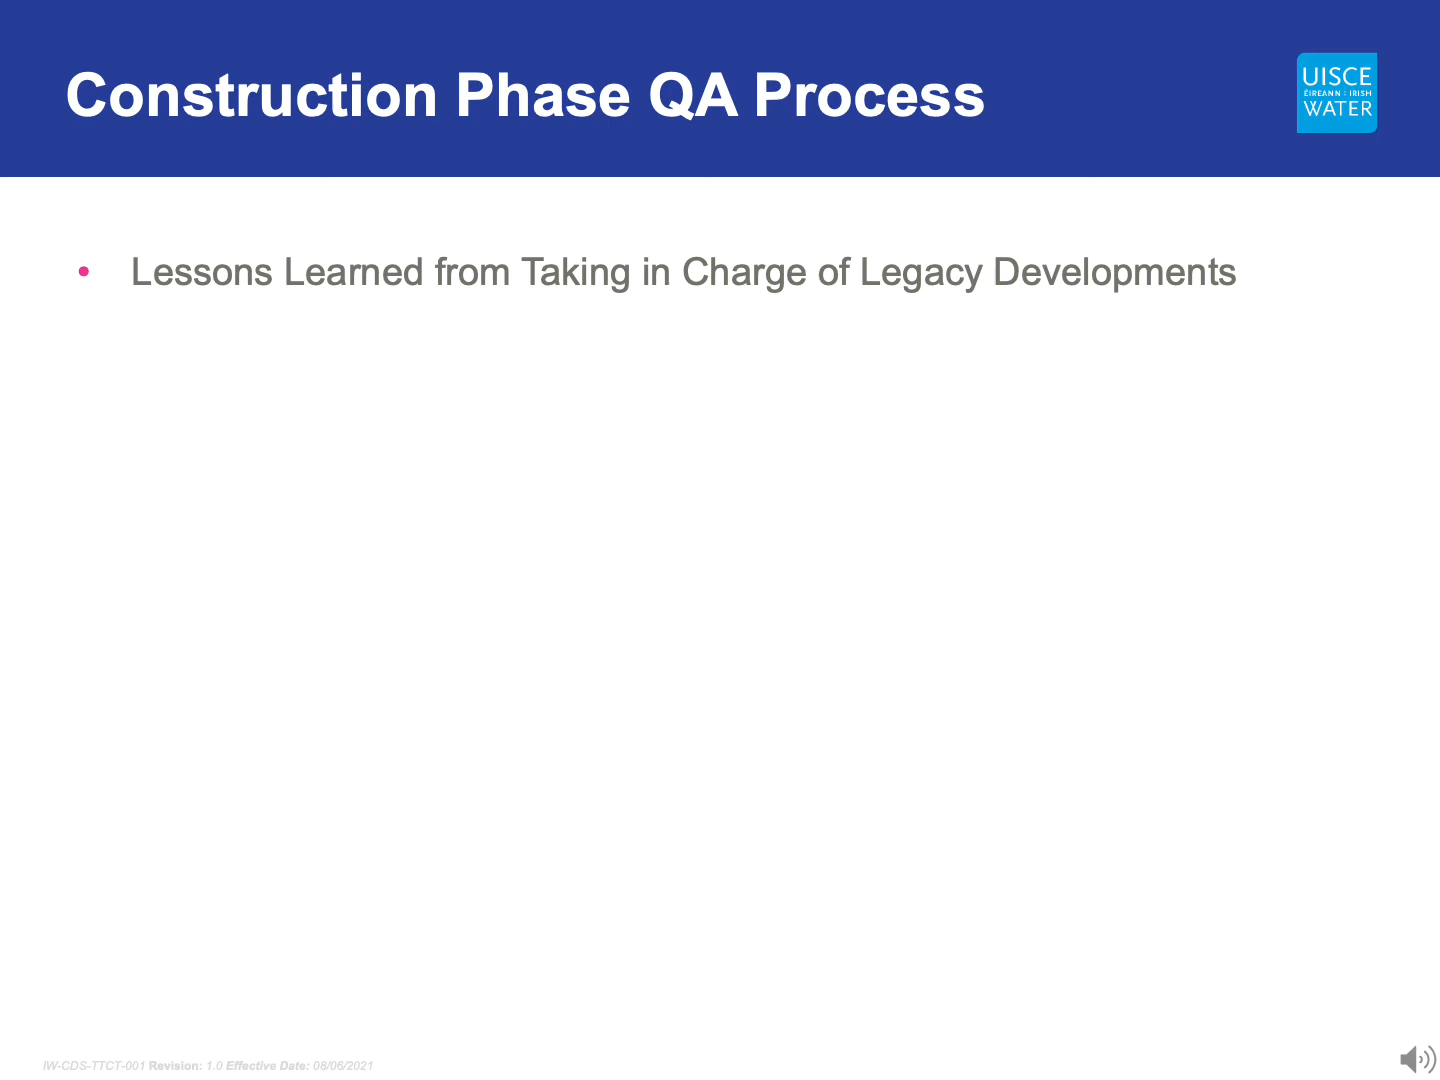 Construction Phase QA Process
UISCE
ÉIREANN : IRISH
WATER
• Lessons Learned from Taking in Charge of Legacy Developments
IW-CDS-TTCT-001 Revision: 1.0 Effective Date: 08/06/2021